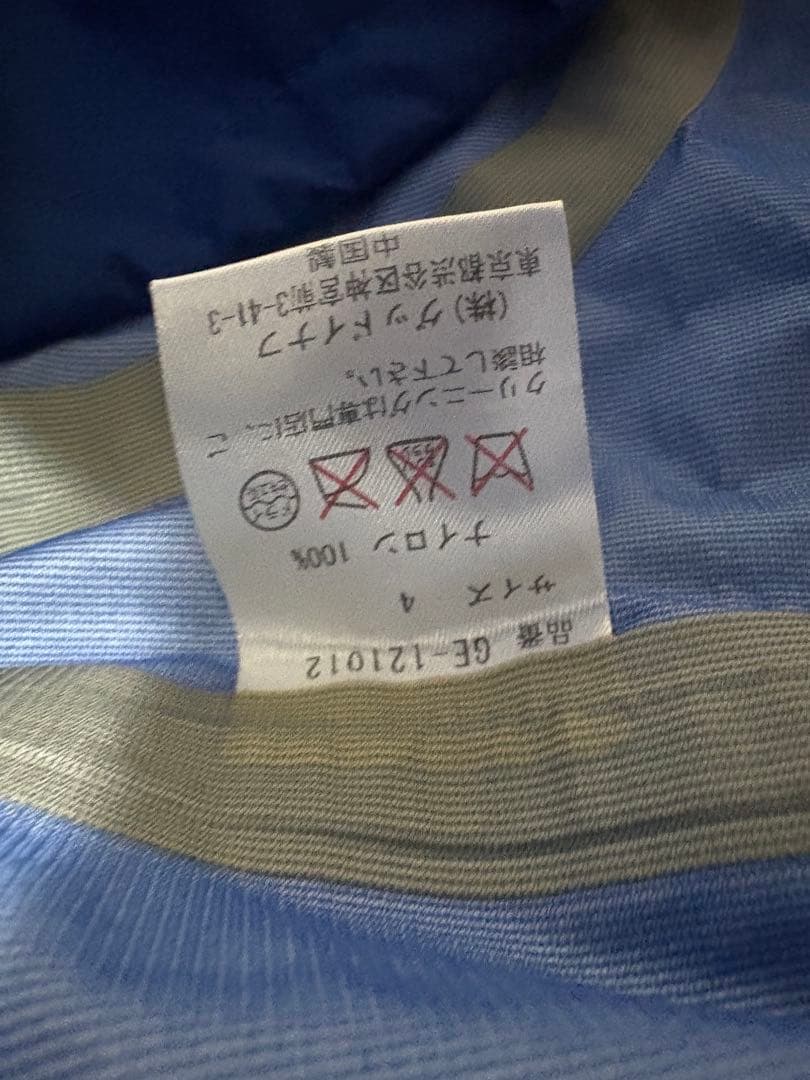 品番 GE-121012
サイズ 4
ナイロン 100%
クリーニングは専門店に、ご
相談して下さい。
(株)グッドイナフ
東京都渋谷区神宮前3-41-3
中国製